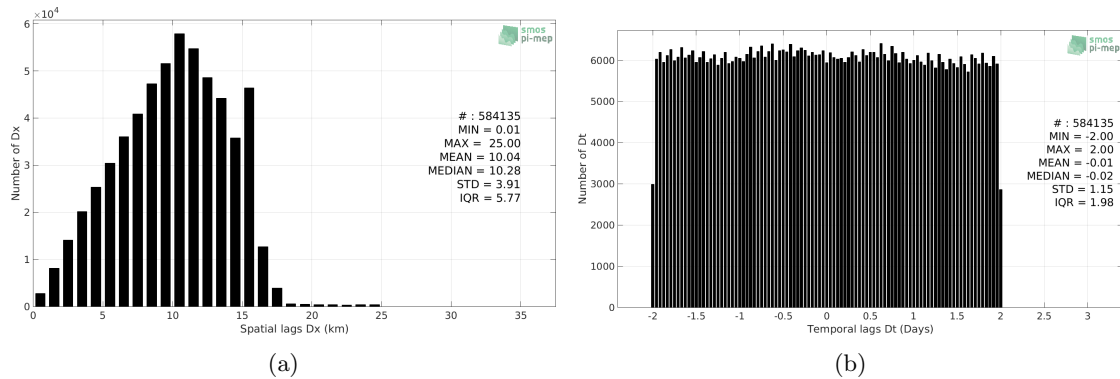 ×10⁴
6
5
4
3
2
1
0
Number of Dx
0 5 10 15 20 25 30 35
Spatial lags Dx (km)
smos
pi-mep
# : 584135
MIN = 0.01
MAX = 25.00
MEAN = 10.04
MEDIAN = 10.28
STD = 3.91
IQR = 5.77
(a)
6000
5000
4000
3000
2000
1000
0
Number of Dt
-2 -1.5 -1 -0.5 0 0.5 1 1.5 2 2.5 3
Temporal lags Dt (Days)
smos
pi-mep
# : 584135
MIN = -2.00
MAX = 2.00
MEAN = -0.01
MEDIAN = -0.02
STD = 1.15
IQR = 1.98
(b)